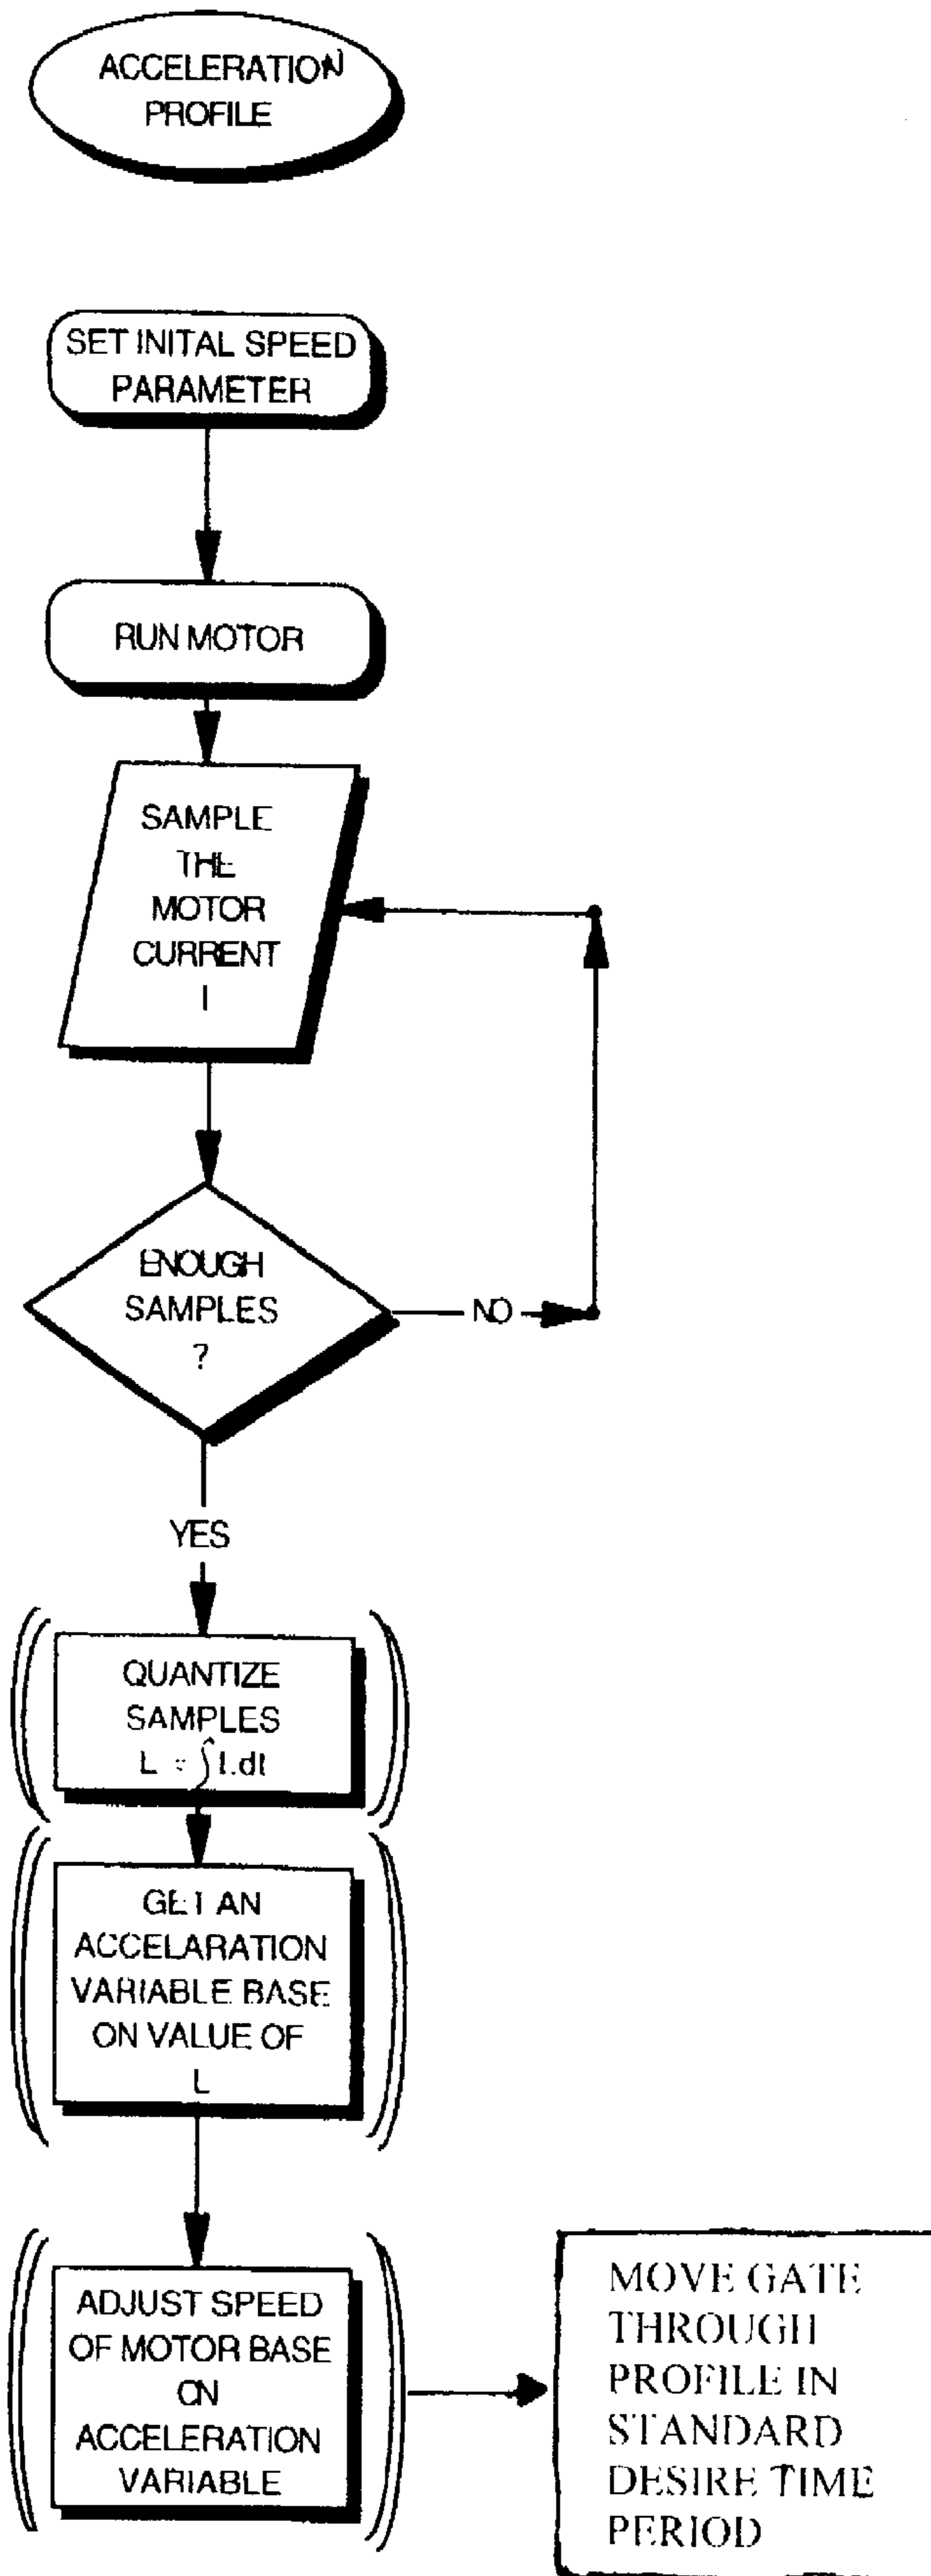 ACCELERATION
PROFILE
SET INITAL SPEED
PARAMETER
RUN MOTOR
SAMPLE
THE
MOTOR
CURRENT
I
ENOUGH
SAMPLES
?
NO
YES
QUANTIZE
SAMPLES
L = ∫I.dt
GET AN
ACCELARATION
VARIABLE BASE
ON VALUE OF
L
ADJUST SPEED
OF MOTOR BASE
ON
ACCELERATION
VARIABLE
MOVE GATE
THROUGH
PROFILE IN
STANDARD
DESIRE TIME
PERIOD